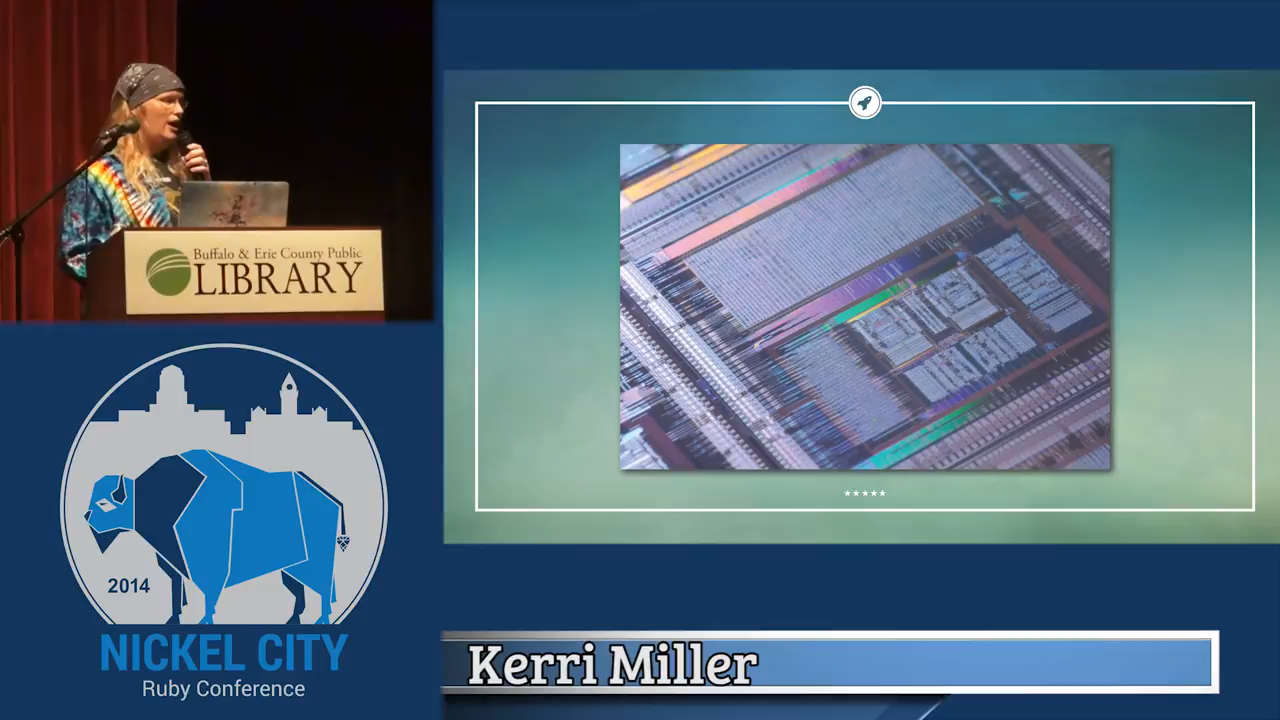 Buffalo & Erie County Public
LIBRARY
2014
NICKEL CITY
Ruby Conference
Kerri Miller